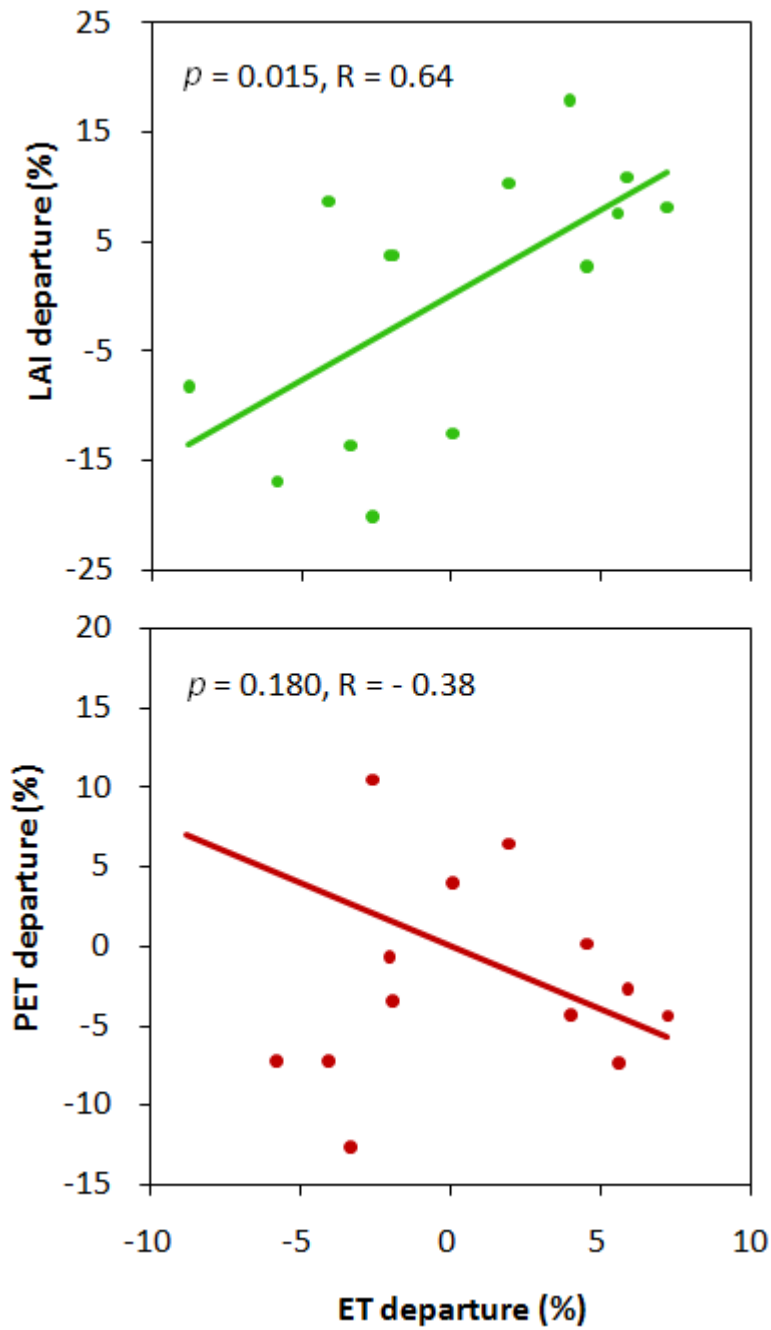 25
p = 0.015, R = 0.64
15
5
-5
-15
-25
LAI departure (%)
20
p = 0.180, R = - 0.38
15
10
5
0
-5
-10
-15
PET departure (%)
-10 -5 0 5 10
ET departure (%)